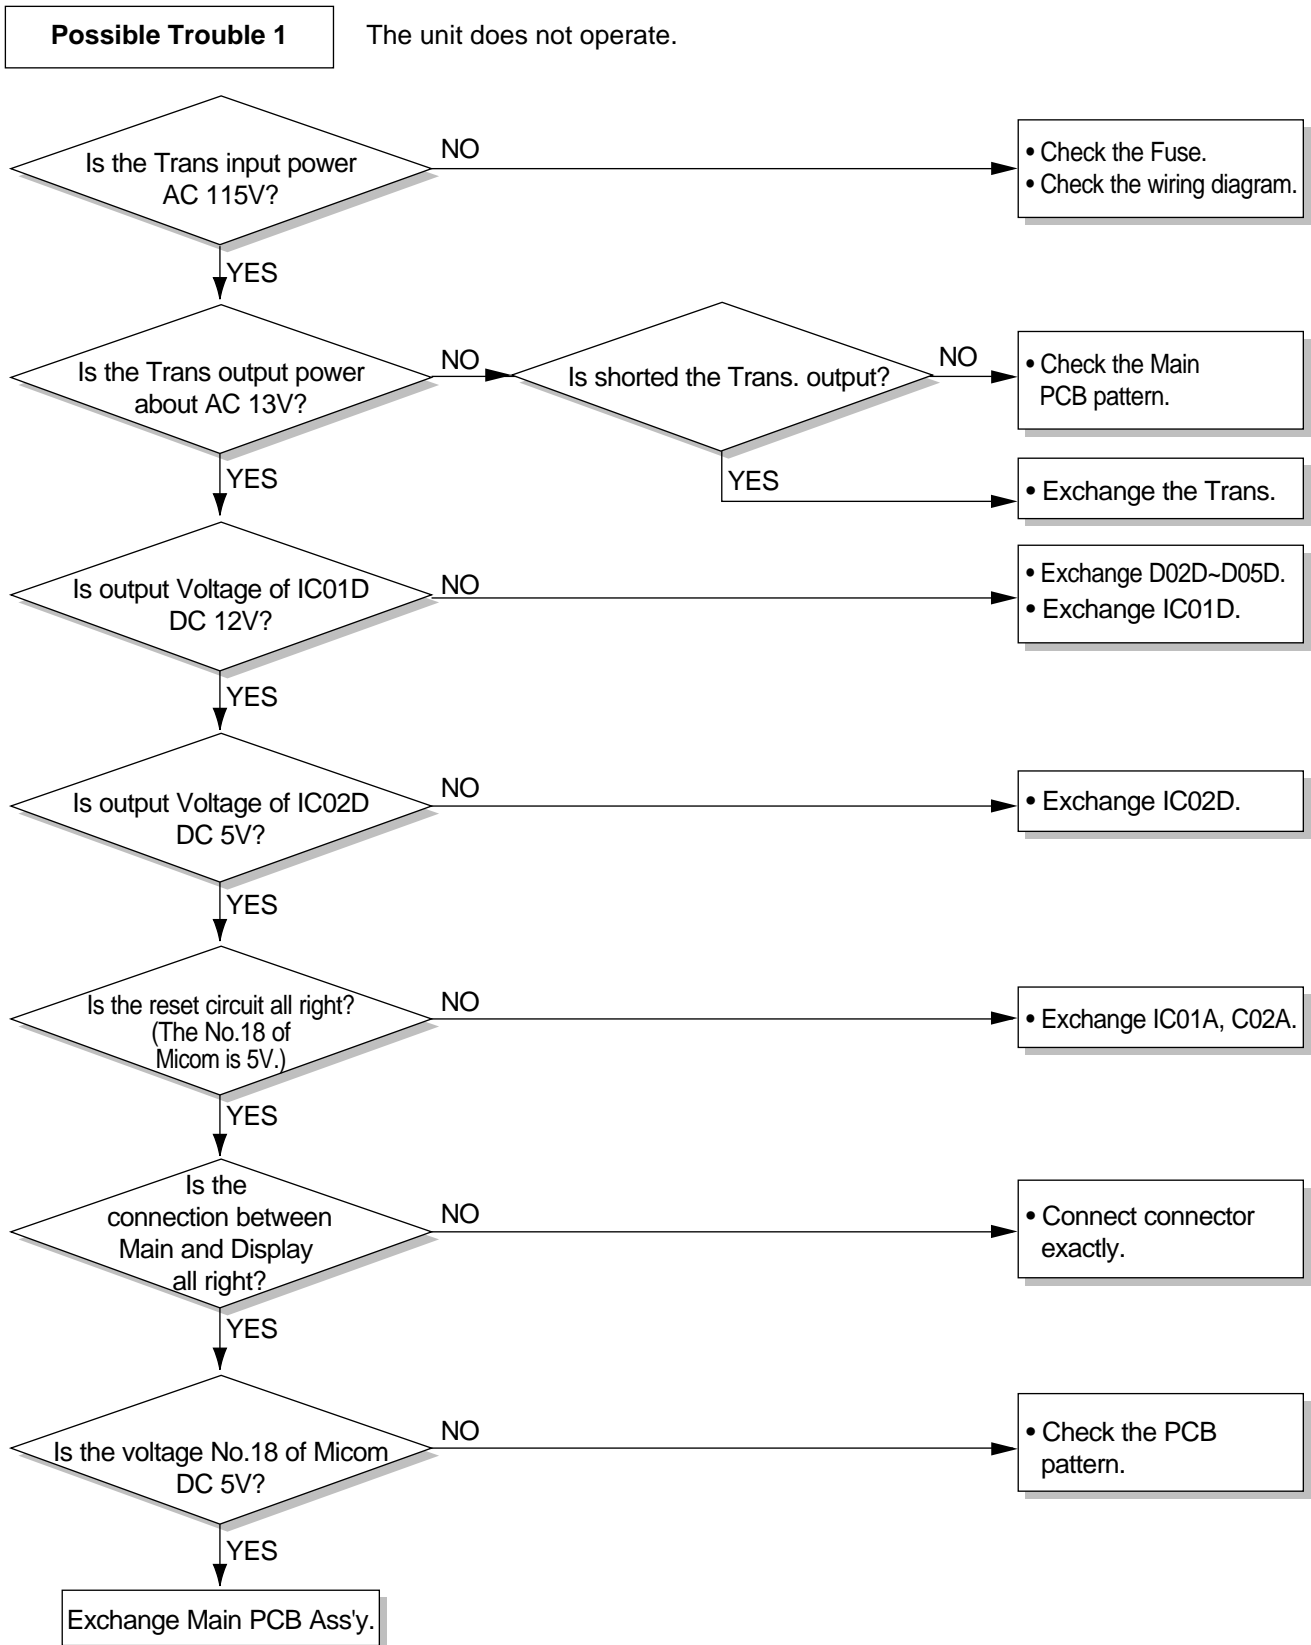 Possible Trouble 1
The unit does not operate.
Is the Trans input power
AC 115V?
NO
• Check the Fuse.
• Check the wiring diagram.
YES
Is the Trans output power
about AC 13V?
NO
Is shorted the Trans. output?
NO
• Check the Main
PCB pattern.
YES
YES
• Exchange the Trans.
Is output Voltage of IC01D
DC 12V?
NO
• Exchange D02D~D05D.
• Exchange IC01D.
YES
Is output Voltage of IC02D
DC 5V?
NO
• Exchange IC02D.
YES
Is the reset circuit all right?
(The No.18 of
Micom is 5V.)
NO
• Exchange IC01A, C02A.
YES
Is the
connection between
Main and Display
all right?
NO
• Connect connector
exactly.
YES
Is the voltage No.18 of Micom
DC 5V?
NO
• Check the PCB
pattern.
YES
Exchange Main PCB Ass'y.